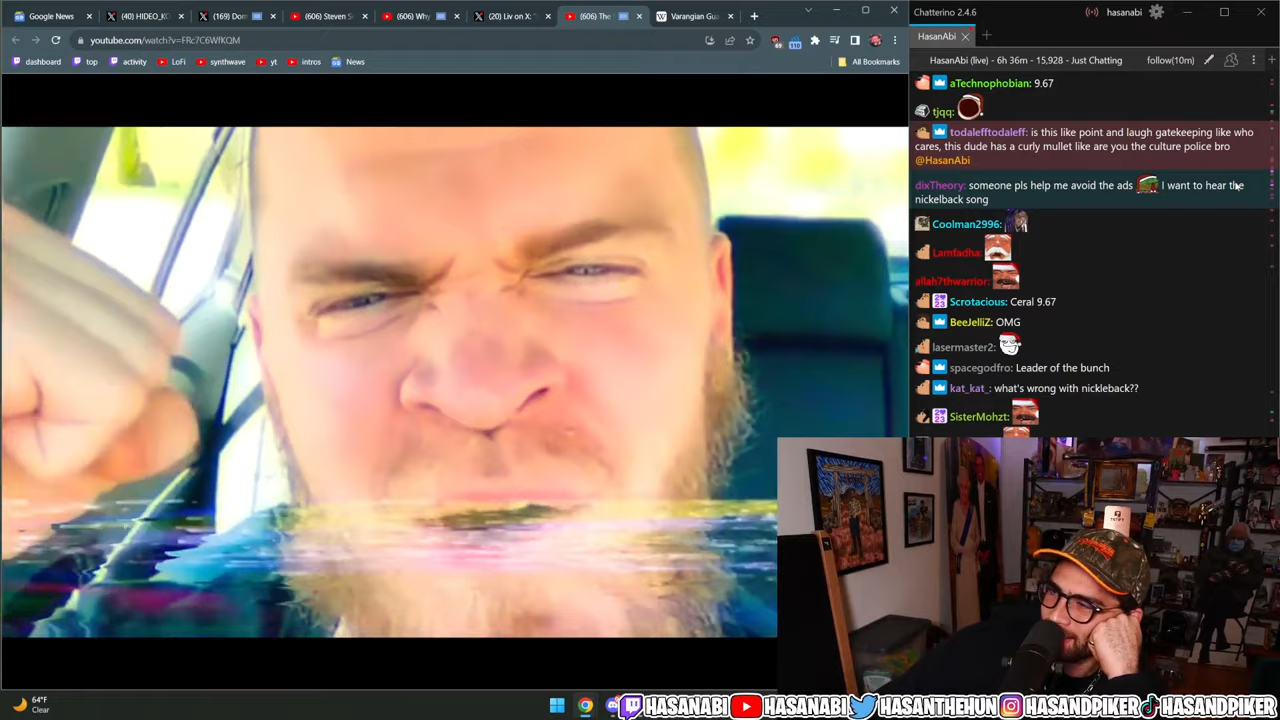 Google News
(40) HIDEO_KO
(169) Dom
(606) Steven S
(606) Why
(20) Liv on X: "
(606) The
Varangian Gua
youtube.com/watch?v=FRc7C6WfKQM
dashboard
top
activity
LoFi
synthwave
yt
intros
News
All Bookmarks
Chatterino 2.4.6
hasanabi
HasanAbi
HasanAbi (live) - 6h 36m - 15,928 - Just Chatting
follow(10m)
aTechnophobian: 9.67
tjqq:
todalefftodaleff: is this like point and laugh gatekeeping like who
cares, this dude has a curly mullet like are you the culture police bro
@HasanAbi
dixTheory: someone pls help me avoid the ads I want to hear the
nickelback song
Coolman2996:
Lamfadha:
allah7thwarrior:
Scrotacious: Ceral 9.67
BeeJelliZ: OMG
lasermaster2:
spacegodfro: Leader of the bunch
kat_kat_: what's wrong with nickleback??
SisterMohzt:
64°F
Clear
HASANABI
HASANABI
HASANTHEHUN
HASANDPIKER
HASANDPIKER